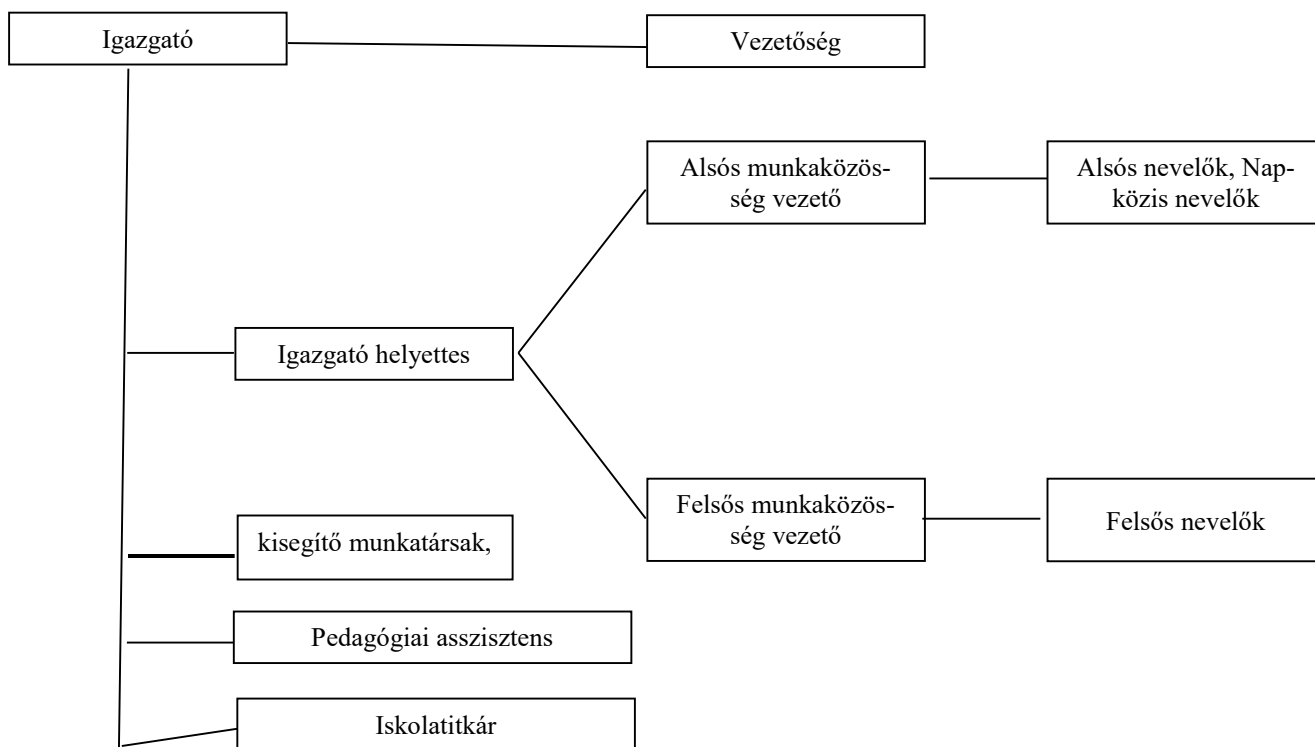 Igazgató
Vezetőség
Alsós munkaközös-
ség vezető
Alsós nevelők, Nap-
közis nevelők
Igazgató helyettes
Felsős munkaközös-
ség vezető
Felsős nevelők
kisegítő munkatársak,
Pedagógiai asszisztens
Iskolatitkár